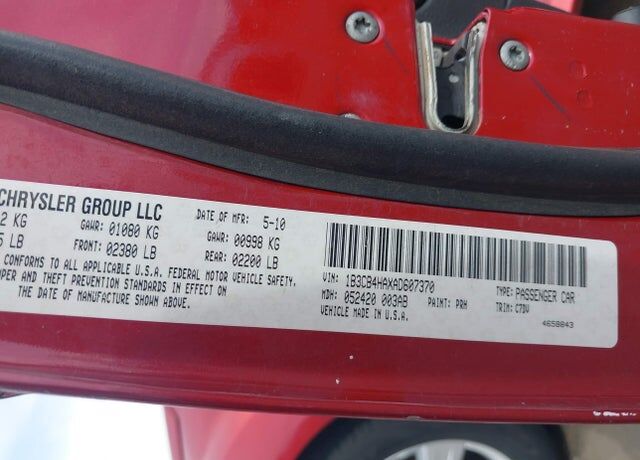 CHRYSLER GROUP LLC
DATE OF MFR: 5-10
2 KG GAWR: 01080 KG GAWR: 00998 KG
LB FRONT: 02380 LB REAR: 02200 LB
CONFORMS TO ALL APPLICABLE U.S.A. FEDERAL MOTOR VEHICLE SAFETY,
AND THEFT PREVENTION STANDARDS IN EFFECT ON
THE DATE OF MANUFACTURE SHOWN ABOVE.
VIN: 1B3CB4HAXAD607370 TYPE: PASSENGER CAR
MDH: 052420 003AB PAINT: PRH TRIM: C7DV
VEHICLE MADE IN U.S.A. 4658843